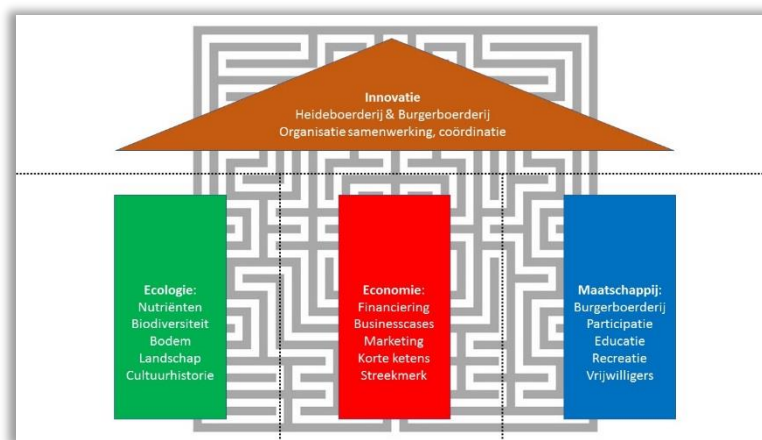 Innovatie
Heideboerderij & Burgerboerderij
Organisatie samenwerking, coördinatie
Ecologie:
Nutriënten
Biodiversiteit
Bodem
Landschap
Cultuurhistorie
Economie:
Financiering
Businesscases
Marketing
Korte ketens
Streekmerk
Maatschappij:
Burgerboerderij
Participatie
Educatie
Recreatie
Vrijwilligers